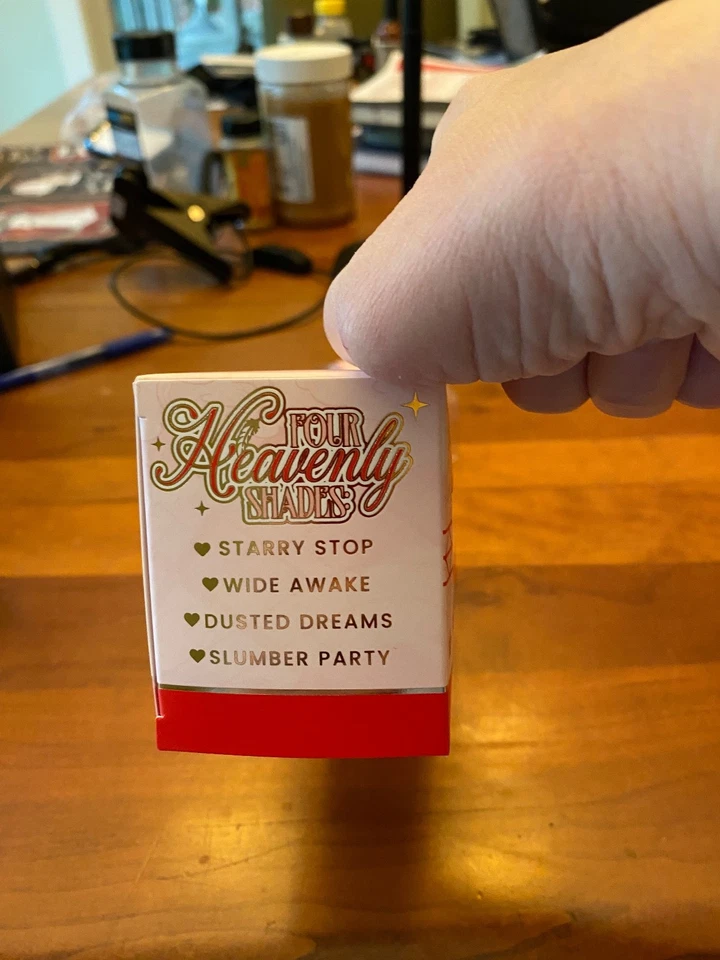 FOUR
Heavenly
SHADES:
STARRY STOP
WIDE AWAKE
DUSTED DREAMS
SLUMBER PARTY